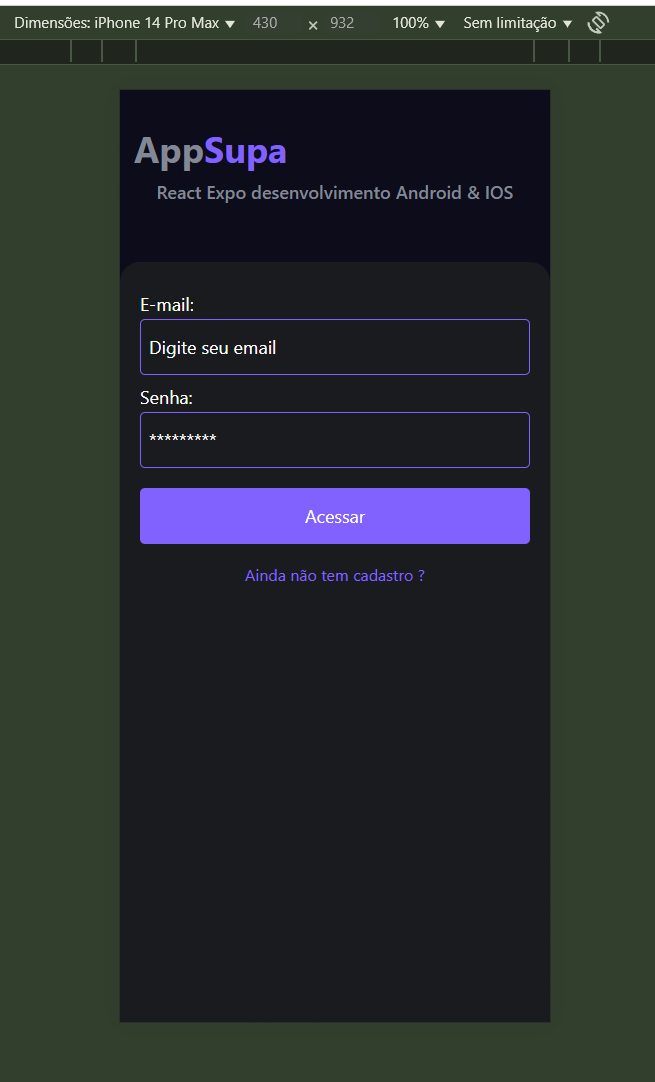 Dimensões: iPhone 14 Pro Max ▼ 430 × 932 100% ▼ Sem limitação ▼
AppSupa
React Expo desenvolvimento Android & IOS
E-mail:
Digite seu email
Senha:
*********
Acessar
Ainda não tem cadastro ?